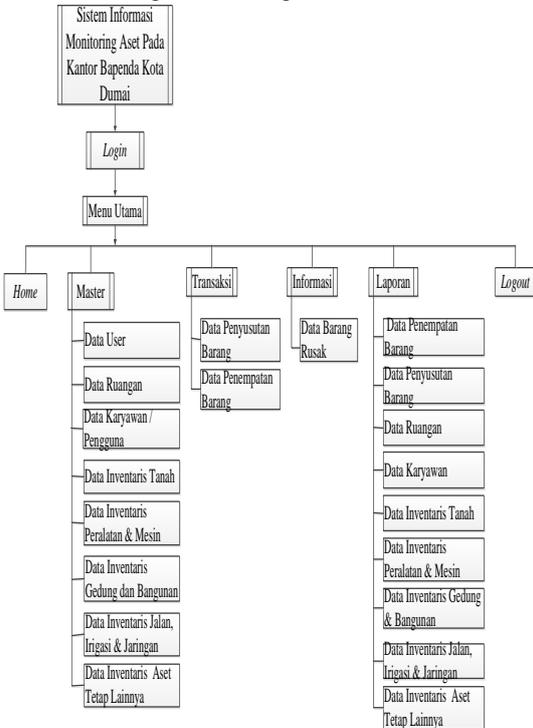 Sistem Informasi
Monitoring Aset Pada
Kantor Bapenda Kota
Dumai
Login
Menu Utama
Home
Master
Transaksi
Informasi
Laporan
Logout
Data User
Data Ruangan
Data Karyawan /
Pengguna
Data Inventaris Tanah
Data Inventaris
Peralatan & Mesin
Data Inventaris
Gedung dan Bangunan
Data Inventaris Jalan,
Irigasi & Jaringan
Data Inventaris Aset
Tetap Lainnya
Data Penyusutan
Barang
Data Penempatan
Barang
Data Barang
Rusak
Data Penempatan
Barang
Data Penyusutan
Barang
Data Ruangan
Data Karyawan
Data Inventaris Tanah
Data Inventaris
Peralatan & Mesin
Data Inventaris Gedung
& Bangunan
Data Inventaris Jalan,
Irigasi & Jaringan
Data Inventaris Aset
Tetap Lainnya